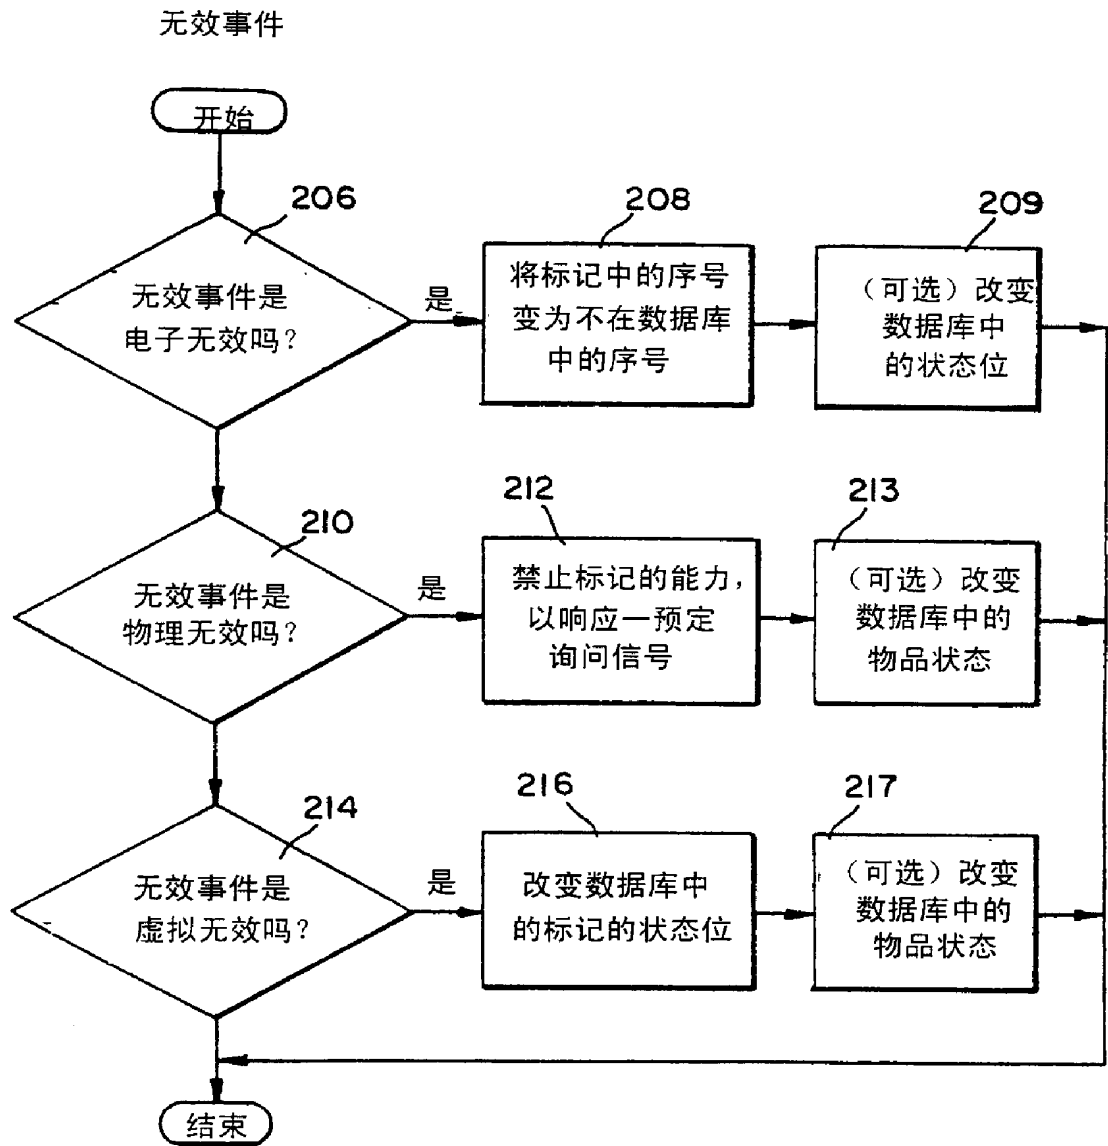 无效事件
开始
206
无效事件是
电子无效吗?
是
208
将标记中的序号
变为不在数据库
中的序号
209
（可选）改变
数据库中
的状态位
210
无效事件是
物理无效吗?
是
212
禁止标记的能力,
以响应一预定
询问信号
213
（可选）改变
数据库中的
物品状态
214
无效事件是
虚拟无效吗?
是
216
改变数据库中
的标记的状态位
217
（可选）改变
数据库中的
物品状态
结束